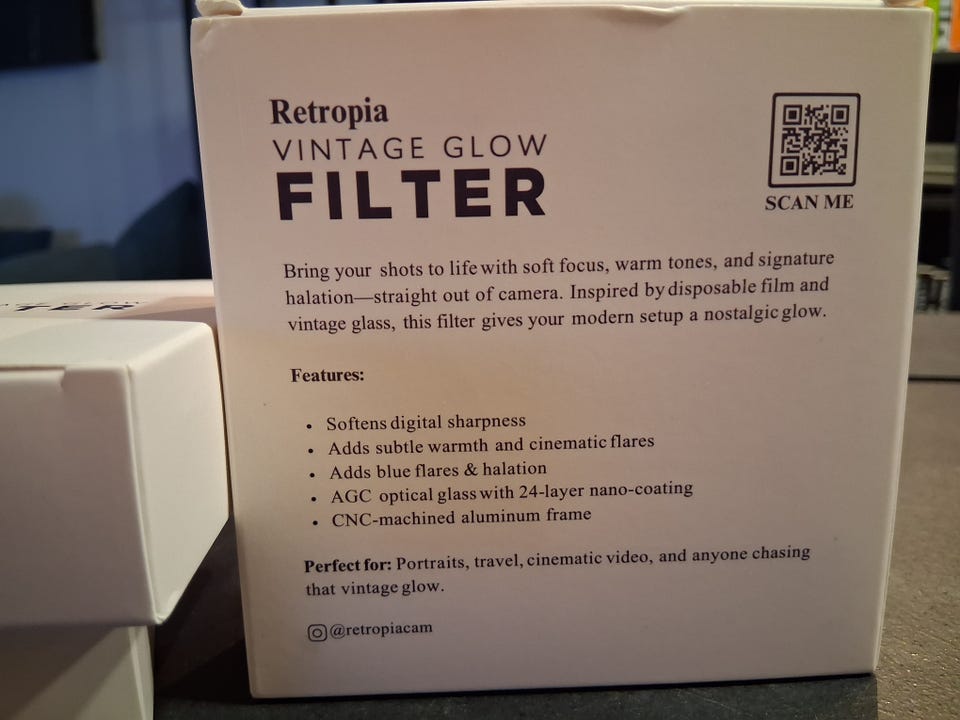 Retropia
VINTAGE GLOW
FILTER
SCAN ME
Bring your shots to life with soft focus, warm tones, and signature
halation—straight out of camera. Inspired by disposable film and
vintage glass, this filter gives your modern setup a nostalgic glow.
Features:
• Softens digital sharpness
• Adds subtle warmth and cinematic flares
• Adds blue flares & halation
• AGC optical glass with 24-layer nano-coating
• CNC-machined aluminum frame
Perfect for: Portraits, travel, cinematic video, and anyone chasing
that vintage glow.
@retropiacam
GLOW
TER